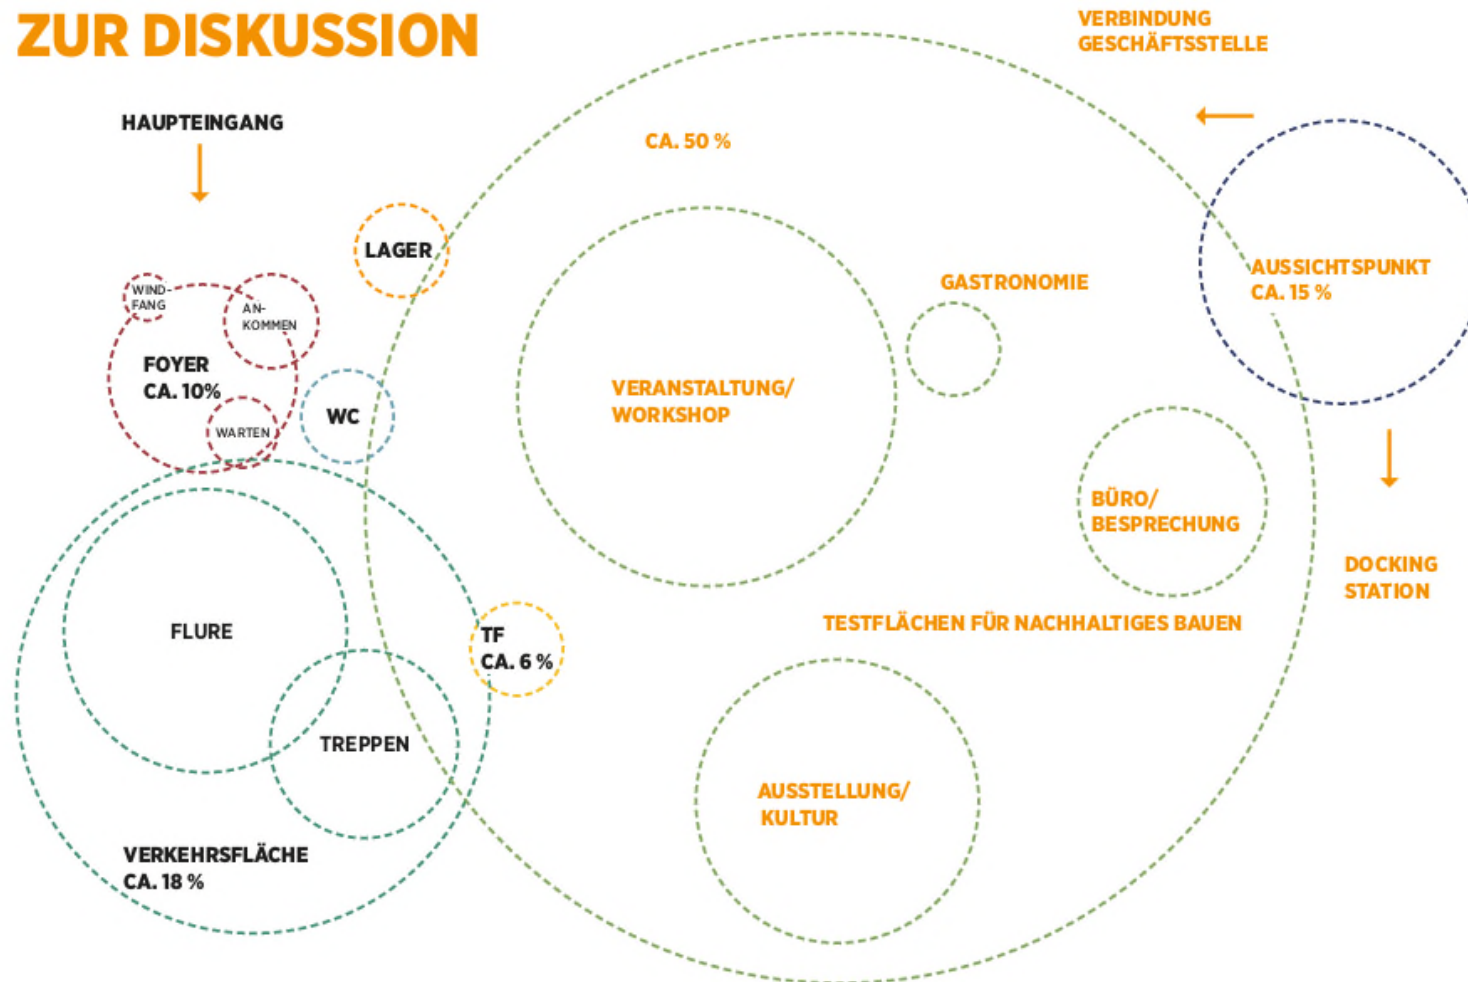 ZUR DISKUSSION
VERBINDUNG
GESCHÄFTSSTELLE
HAUPTEINGANG
CA. 50 %
LAGER
AUSSICHTSPUNKT
CA. 15 %
GASTRONOMIE
WIND-
FANG
AN-
KOMMEN
FOYER
CA. 10%
WARTEN
WC
VERANSTALTUNG/
WORKSHOP
BÜRO/
BESPRECHUNG
DOCKING
STATION
TESTFLÄCHEN FÜR NACHHALTIGES BAUEN
FLURE
TF
CA. 6 %
TREPPEN
AUSSTELLUNG/
KULTUR
VERKEHRSFLÄCHE
CA. 18 %